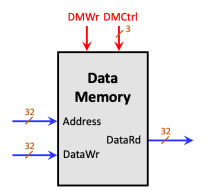 DMWr DMCtrl
3
Data
Memory
32
Address
32
DataRd
32
DataWr